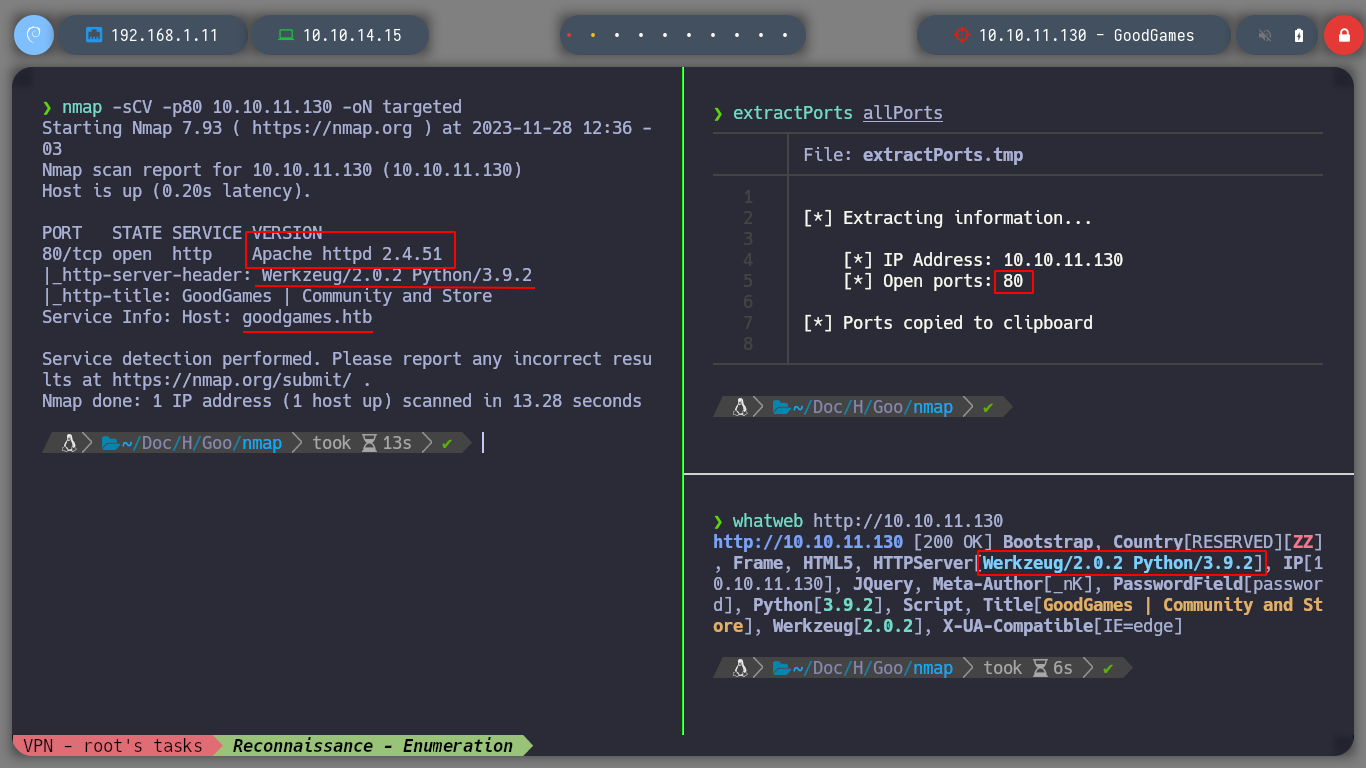 192.168.1.11
10.10.14.15
10.10.11.130 - GoodGames
❯ nmap -sCV -p80 10.10.11.130 -oN targeted
Starting Nmap 7.93 ( https://nmap.org ) at 2023-11-28 12:36 -
03
Nmap scan report for 10.10.11.130 (10.10.11.130)
Host is up (0.20s latency).
PORT   STATE SERVICE VERSION
80/tcp open  http    Apache httpd 2.4.51
|_http-server-header: Werkzeug/2.0.2 Python/3.9.2
|_http-title: GoodGames | Community and Store
Service Info: Host: goodgames.htb
Service detection performed. Please report any incorrect resu
lts at https://nmap.org/submit/ .
Nmap done: 1 IP address (1 host up) scanned in 13.28 seconds
~/Doc/H/Goo/nmap took 13s ✔
❯ extractPorts allPorts
File: extractPorts.tmp
1
2 [*] Extracting information...
3
4 [*] IP Address: 10.10.11.130
5 [*] Open ports: 80
6
7 [*] Ports copied to clipboard
8
~/Doc/H/Goo/nmap ✔
❯ whatweb http://10.10.11.130
http://10.10.11.130 [200 OK] Bootstrap, Country[RESERVED][ZZ]
, Frame, HTML5, HTTPServer[Werkzeug/2.0.2 Python/3.9.2], IP[1
0.10.11.130], JQuery, Meta-Author[_nK], PasswordField[passwor
d], Python[3.9.2], Script, Title[GoodGames | Community and St
ore], Werkzeug[2.0.2], X-UA-Compatible[IE=edge]
~/Doc/H/Goo/nmap took 6s ✔
VPN - root's tasks
Reconnaissance - Enumeration